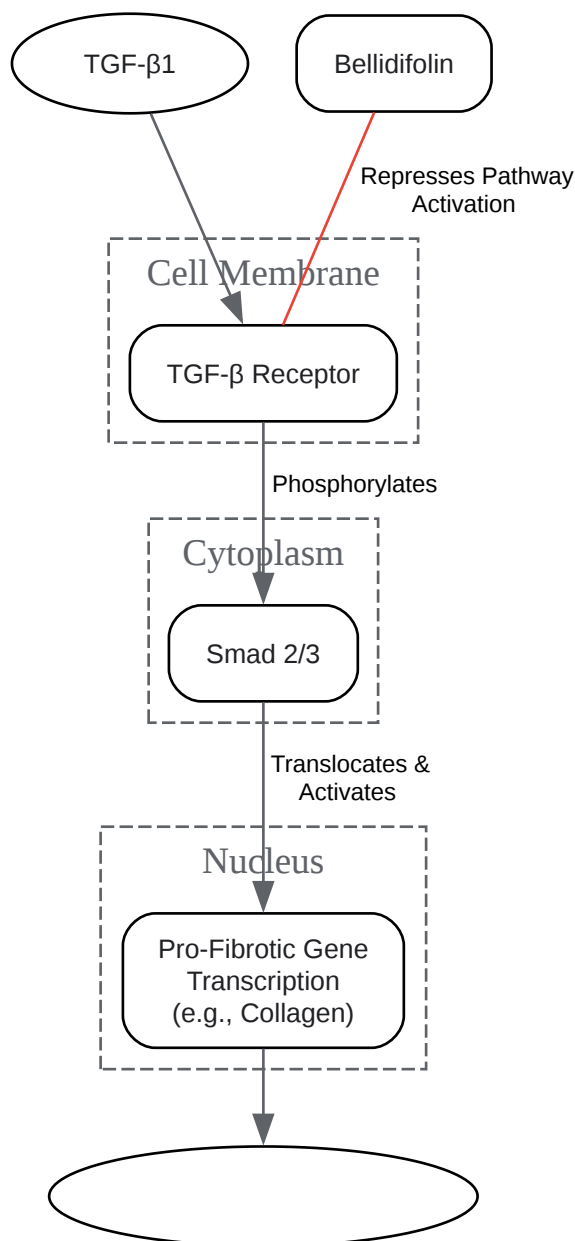 TGF-β1
Bellidifolin
Represses Pathway
Activation
Cell Membrane
TGF-β Receptor
Phosphorylates
Cytoplasm
Smad 2/3
Translocates &
Activates
Nucleus
Pro-Fibrotic Gene
Transcription
(e.g., Collagen)